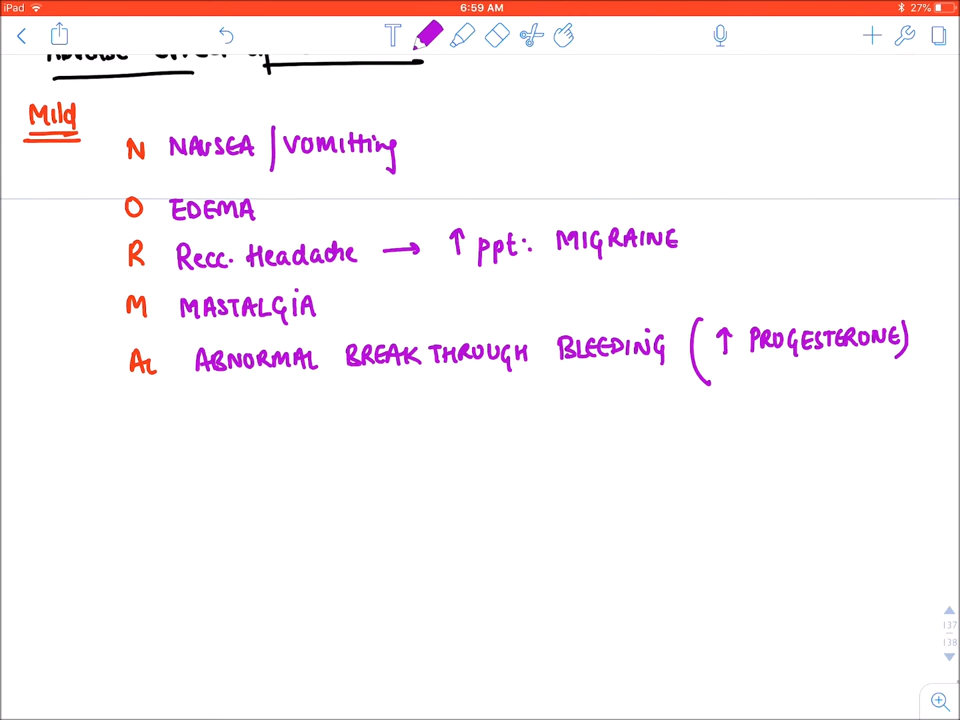 iPad 6:59 AM 27%
T
Mild
N NAUSEA / VOMITTING
O EDEMA
R Recc. Headache → ↑ ppt: MIGRAINE
M MASTALGIA
AL ABNORMAL BREAK THROUGH BLEEDING (↑ PROGESTERONE)
137
138